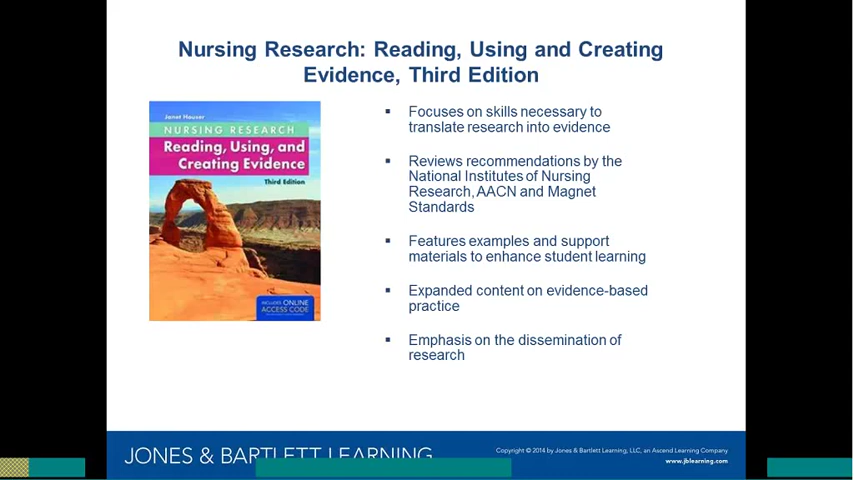 Nursing Research: Reading, Using and Creating
Evidence, Third Edition
Janet Houser
NURSING RESEARCH
Reading, Using, and
Creating Evidence
Third Edition
INCLUDES ONLINE
ACCESS CODE
▪ Focuses on skills necessary to
translate research into evidence
▪ Reviews recommendations by the
National Institutes of Nursing
Research, AACN and Magnet
Standards
▪ Features examples and support
materials to enhance student learning
▪ Expanded content on evidence-based
practice
▪ Emphasis on the dissemination of
research
JONES & BARTLETT LEARNING
Copyright © 2014 by Jones & Bartlett Learning, LLC, an Ascend Learning Company
www.jblearning.com